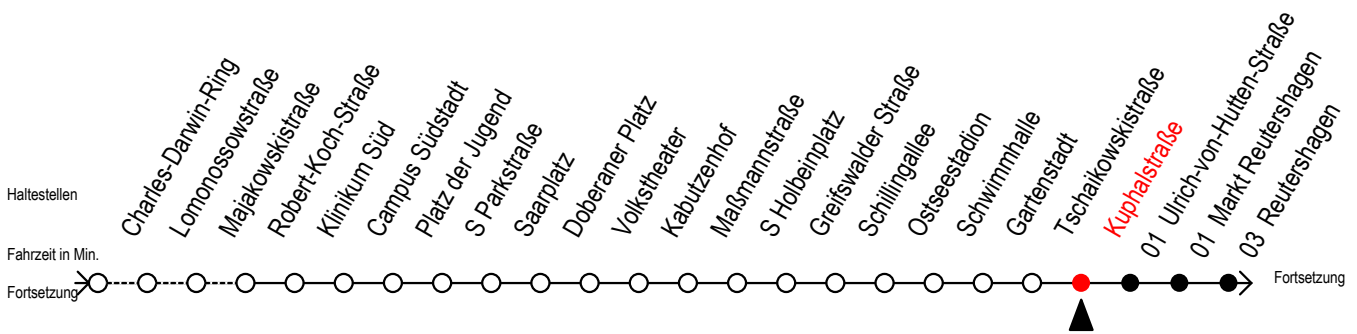 Charles-Darwin-Ring
Lomonossowstraße
Majakowskistraße
Robert-Koch-Straße
Klinikum Süd
Campus Südstadt
Platz der Jugend
S Parkstraße
Saarplatz
Doberaner Platz
Volkstheater
Kabutzenhof
Maßmannstraße
S Holbeinplatz
Greifswalder Straße
Schillingallee
Ostseestadion
Schwimmhalle
Gartenstadt
Tschaikowskistraße
Kuphalstraße
01 Ulrich-von-Hutten-Straße
01 Markt Reutershagen
03 Reutershagen
Haltestellen
Fahrzeit in Min.
Fortsetzung
Fortsetzung